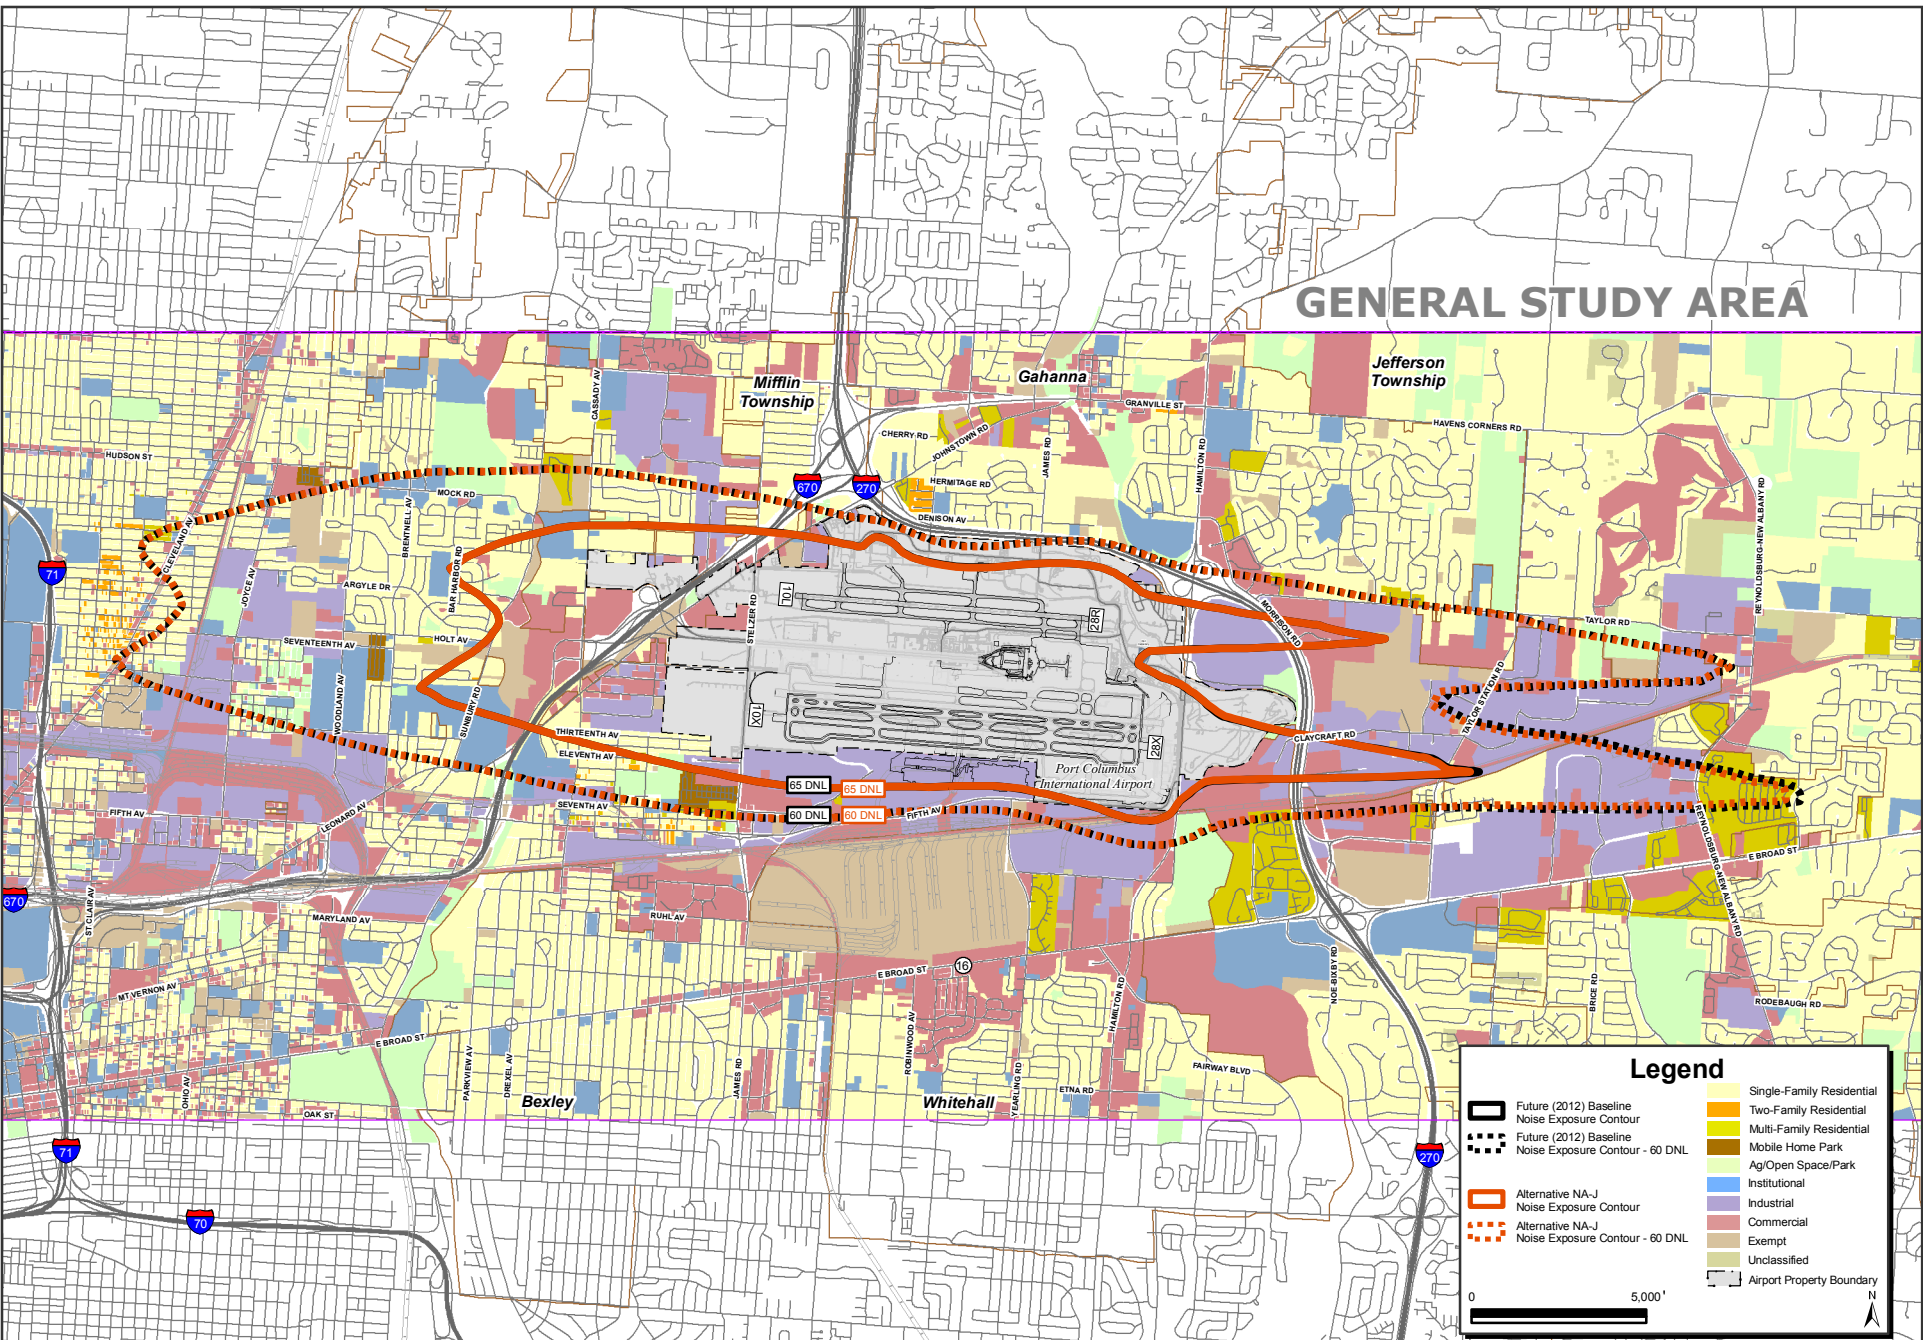 GENERAL STUDY AREA
Jefferson
Township
Gahanna
Mifflin
Township
GRANVILLE ST
HAVENS CORNERS RD
CASSADY AV
CHERRY RD
JOHNSTOWN RD
JAMES RD
HAMILTON RD
HUDSON ST
MOCK RD
670
270
HERMITAGE RD
DENISON AV
REYNOLDSBURG-NEW ALBANY RD
CLEVELAND AV
BRENTNELL AV
BAR HARBOR RD
71
JOYCE AV
ARGYLE DR
10L
28R
STELZER RD
MORRISON RD
TAYLOR RD
SEVENTEENTH AV
HOLT AV
WOODLAND AV
SUNBURY RD
TAYLOR STATION RD
10X
28X
THIRTEENTH AV
ELEVENTH AV
CLAYCRAFT RD
Port Columbus
International Airport
65 DNL
65 DNL
60 DNL
60 DNL
SEVENTH AV
FIFTH AV
FIFTH AV
LEONARD AV
REYNOLDSBURG-NEW ALBANY RD
E BROAD ST
670
ST CLAIR AV
MARYLAND AV
RUHL AV
E BROAD ST
16
MT VERNON AV
HAMILTON RD
NOE-BIXBY RD
BRICE RD
RODEBAUGH RD
E BROAD ST
OHIO AV
PARKVIEW AV
DREXEL AV
JAMES RD
ROBINWOOD AV
YEARLING RD
ETNA RD
FAIRWAY BLVD
OAK ST
Bexley
Whitehall
71
270
70
Legend
Future (2012) Baseline
Noise Exposure Contour
Future (2012) Baseline
Noise Exposure Contour - 60 DNL
Alternative NA-J
Noise Exposure Contour
Alternative NA-J
Noise Exposure Contour - 60 DNL
Single-Family Residential
Two-Family Residential
Multi-Family Residential
Mobile Home Park
Ag/Open Space/Park
Institutional
Industrial
Commercial
Exempt
Unclassified
Airport Property Boundary
0
5,000'
N